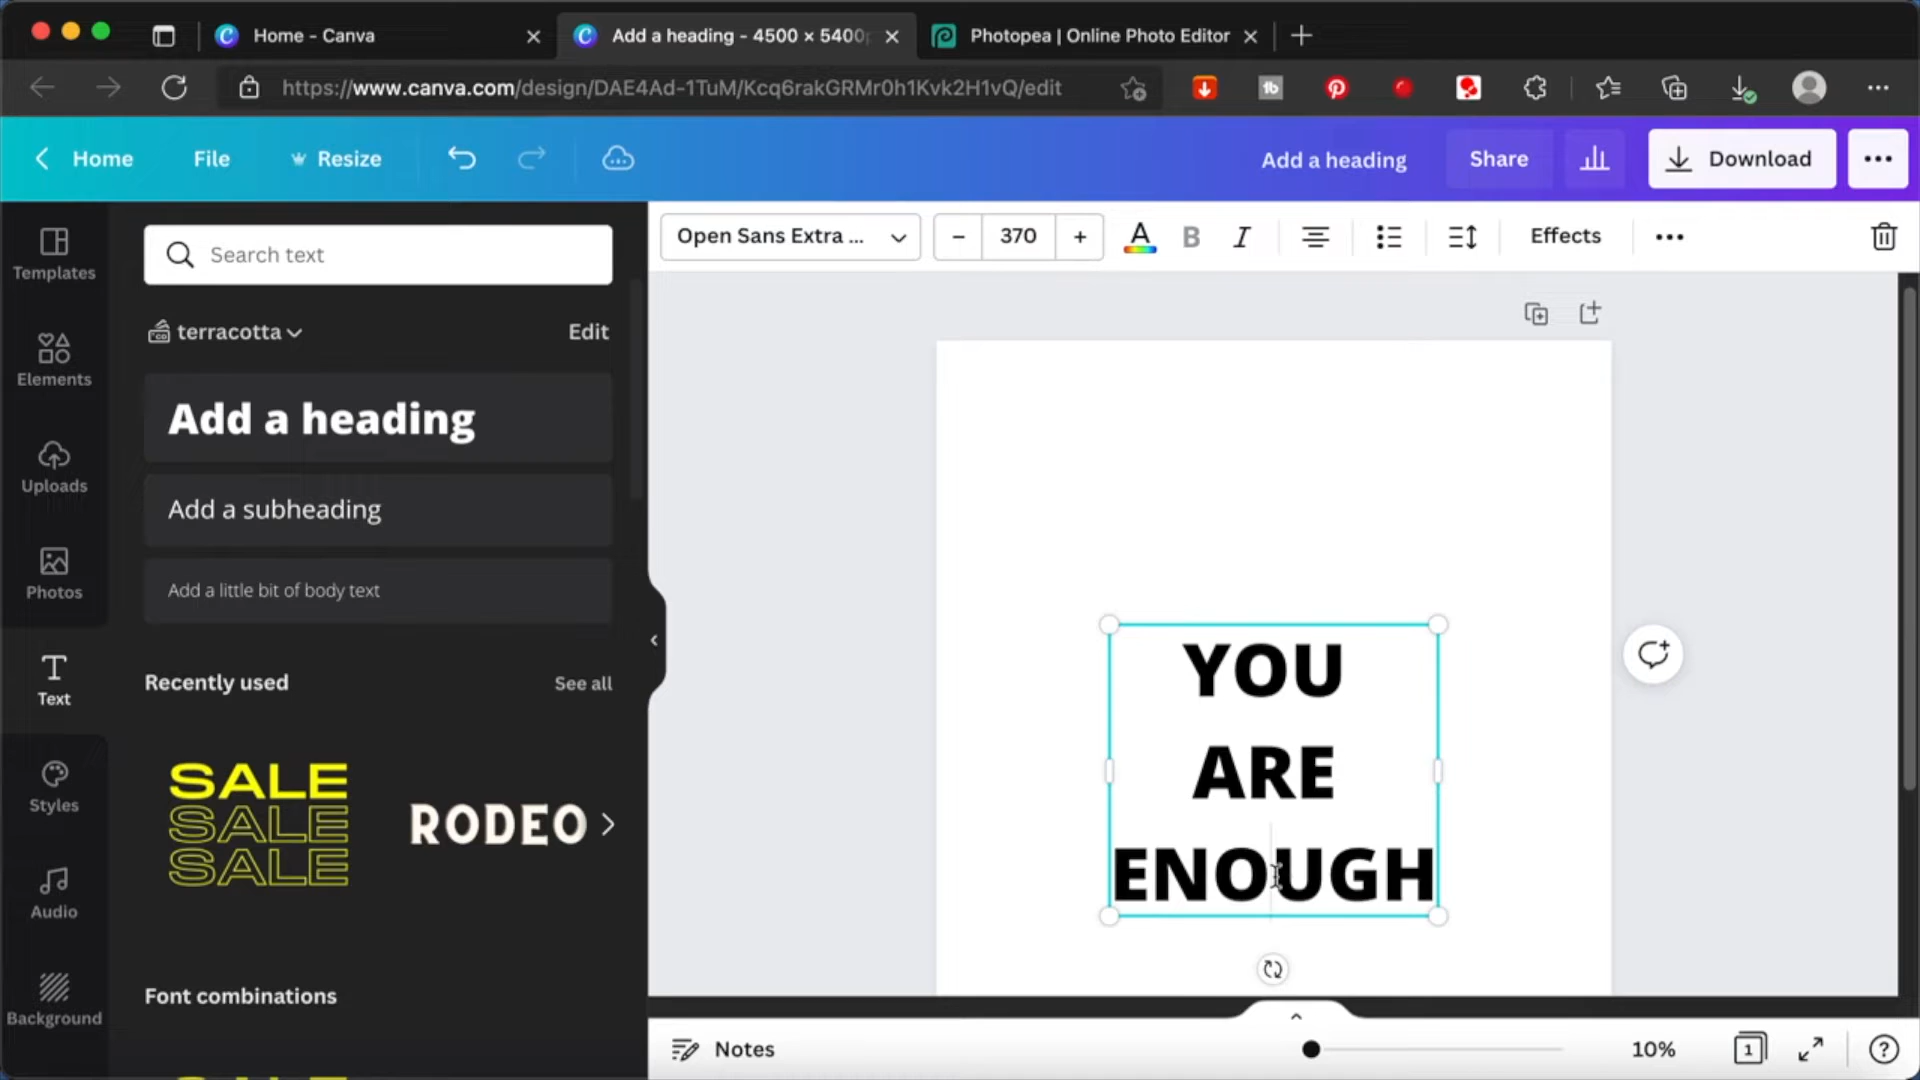 Home - Canva
Add a heading - 4500 × 5400
Photopea | Online Photo Editor
https://www.canva.com/design/DAE4Ad-1TuM/Kcq6rakGRMr0h1Kvk2H1vQ/edit
Home
File
Resize
Add a heading
Share
Download
Templates
Elements
Uploads
Photos
Text
Styles
Audio
Background
Search text
terracotta
Edit
Add a heading
Add a subheading
Add a little bit of body text
Recently used
See all
SALE
SALE
SALE
RODEO
Font combinations
Open Sans Extra ...
– 370 +
A
B
I
Effects
YOU
ARE
ENOUGH
Notes
10%
1
?